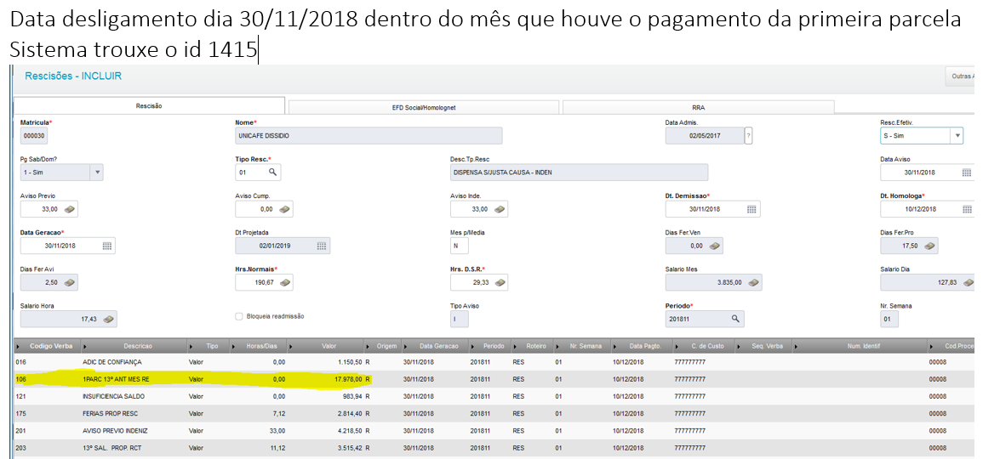 Data desligamento dia 30/11/2018 dentro do mês que houve o pagamento da primeira parcela
Sistema trouxe o id 1415
Rescisões - INCLUIR
Outras A
Rescisão EFD Social/Homolognet RRA
Matricula* Nome* Data Admis. Resc.Efetiv.
000030 UNICAFE DISSIDIO 02/05/2017 ? S - Sim
Pg Sab/Dom? Tipo Resc.* Desc.Tp.Resc Data Aviso
1 - Sim 01 DISPENSA S/JUSTA CAUSA - INDEN 30/11/2018
Aviso Previo Aviso Cump. Aviso Inde. Dt. Demissao* Dt. Homologa*
33,00 0,00 33,00 30/11/2018 10/12/2018
Data Geracao* Dt Projetada Mes p/Media Dias Fer.Ven Dias Fer.Pro
30/11/2018 02/01/2019 N 0,00 17,50
Dias Fer Avi Hrs.Normais* Hrs. D.S.R.* Salario Mes Salario Dia
2,50 190,67 29,33 3.835,00 127,83
Salario Hora Tipo Aviso Periodo* Nr. Semana
17,43 Bloqueia readmissão I 201811 01
Codigo Verba Descricao Tipo Horas/Dias Valor Origem Data Geracao Periodo Roteiro Nr. Semana Data Pagto. C. de Custo Seq. Verba Num. Identif Cod.Proce
016 ADIC DE CONFIANÇA Valor 0,00 1.150,50 R 30/11/2018 201811 RES 01 10/12/2018 777777777 00008
106 1PARC 13º ANT MES RE Valor 0,00 17.978,00 R 30/11/2018 201811 RES 01 10/12/2018 777777777 00008
121 INSUFICIENCIA SALDO Valor 0,00 983,94 R 30/11/2018 201811 RES 01 10/12/2018 777777777 00008
175 FERIAS PROP RESC Valor 7,12 2.814,40 R 30/11/2018 201811 RES 01 10/12/2018 777777777 00008
201 AVISO PREVIO INDENIZ Valor 33,00 4.218,50 R 30/11/2018 201811 RES 01 10/12/2018 777777777 00008
203 13º SAL. PROP. RCT Valor 11,12 3.515,42 R 30/11/2018 201811 RES 01 10/12/2018 777777777 00008